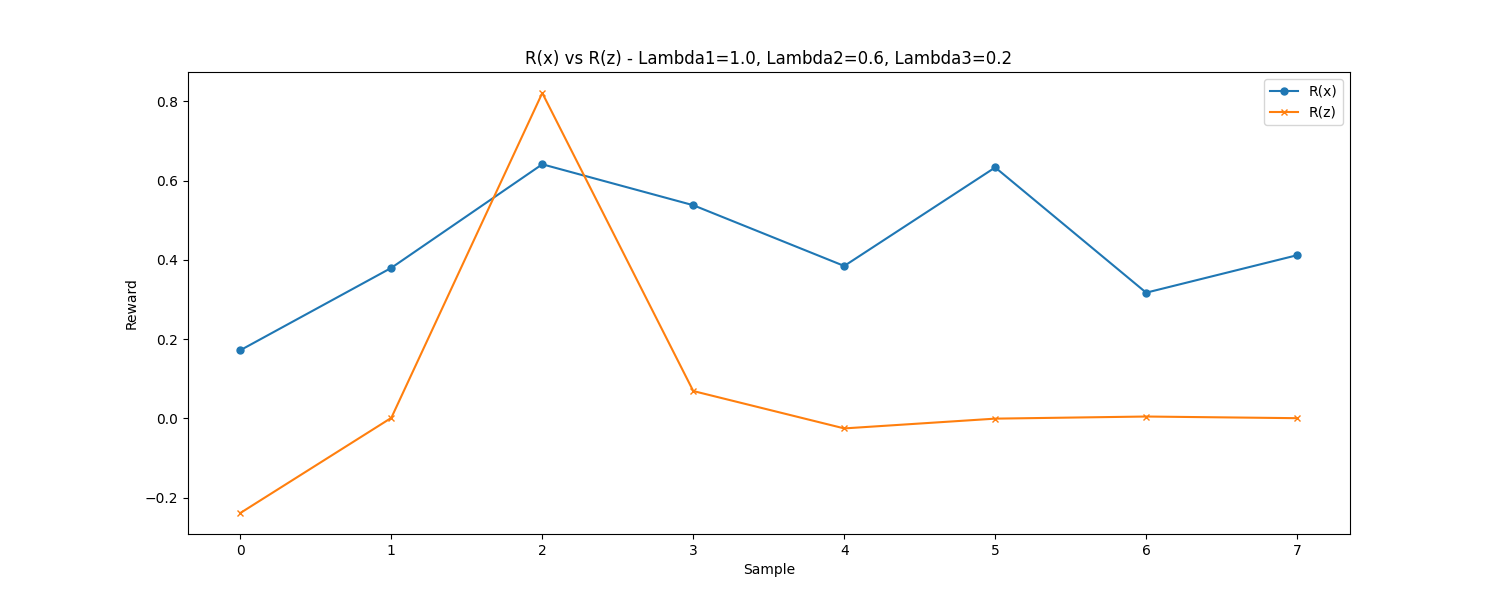 R(x) vs R(z) - Lambda1=1.0, Lambda2=0.6, Lambda3=0.2
R(x)
R(z)
Reward
0.8
0.6
0.4
0.2
0.0
−0.2
0 1 2 3 4 5 6 7
Sample